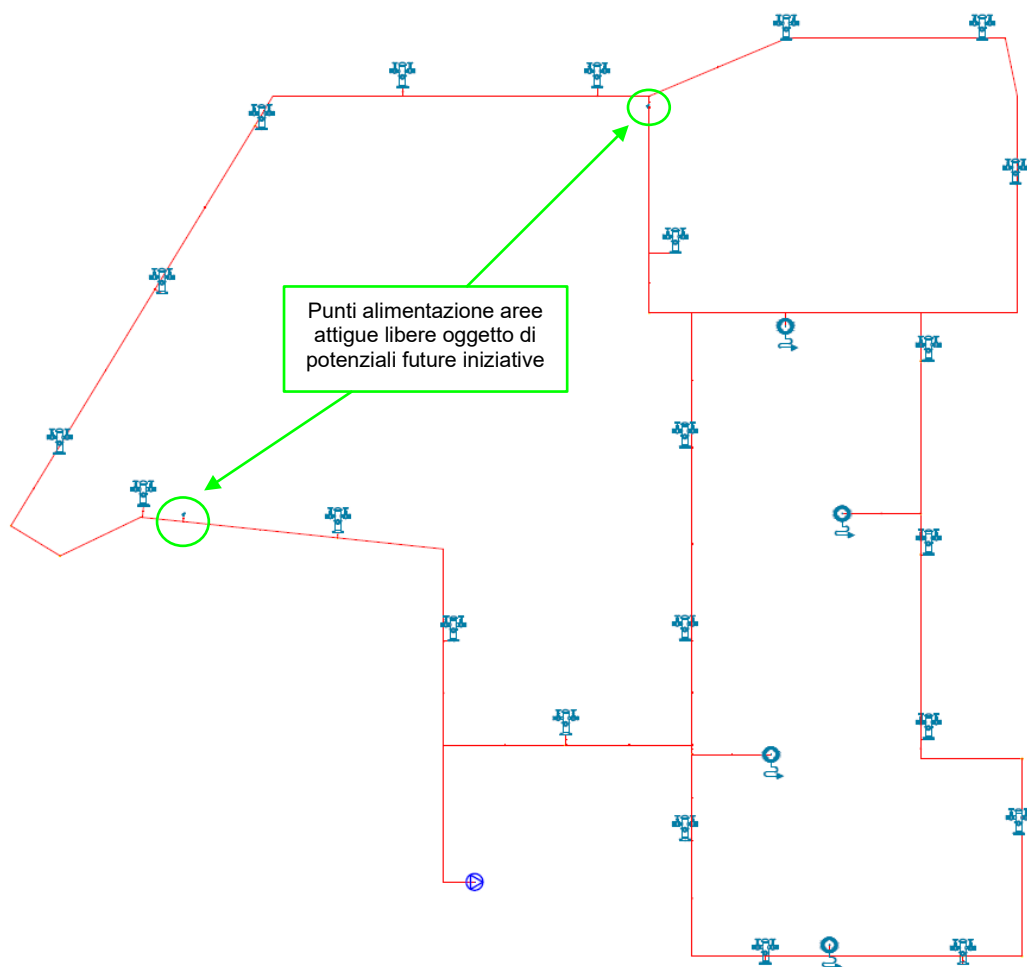 Punti alimentazione aree
attigue libere oggetto di
potenziali future iniziative